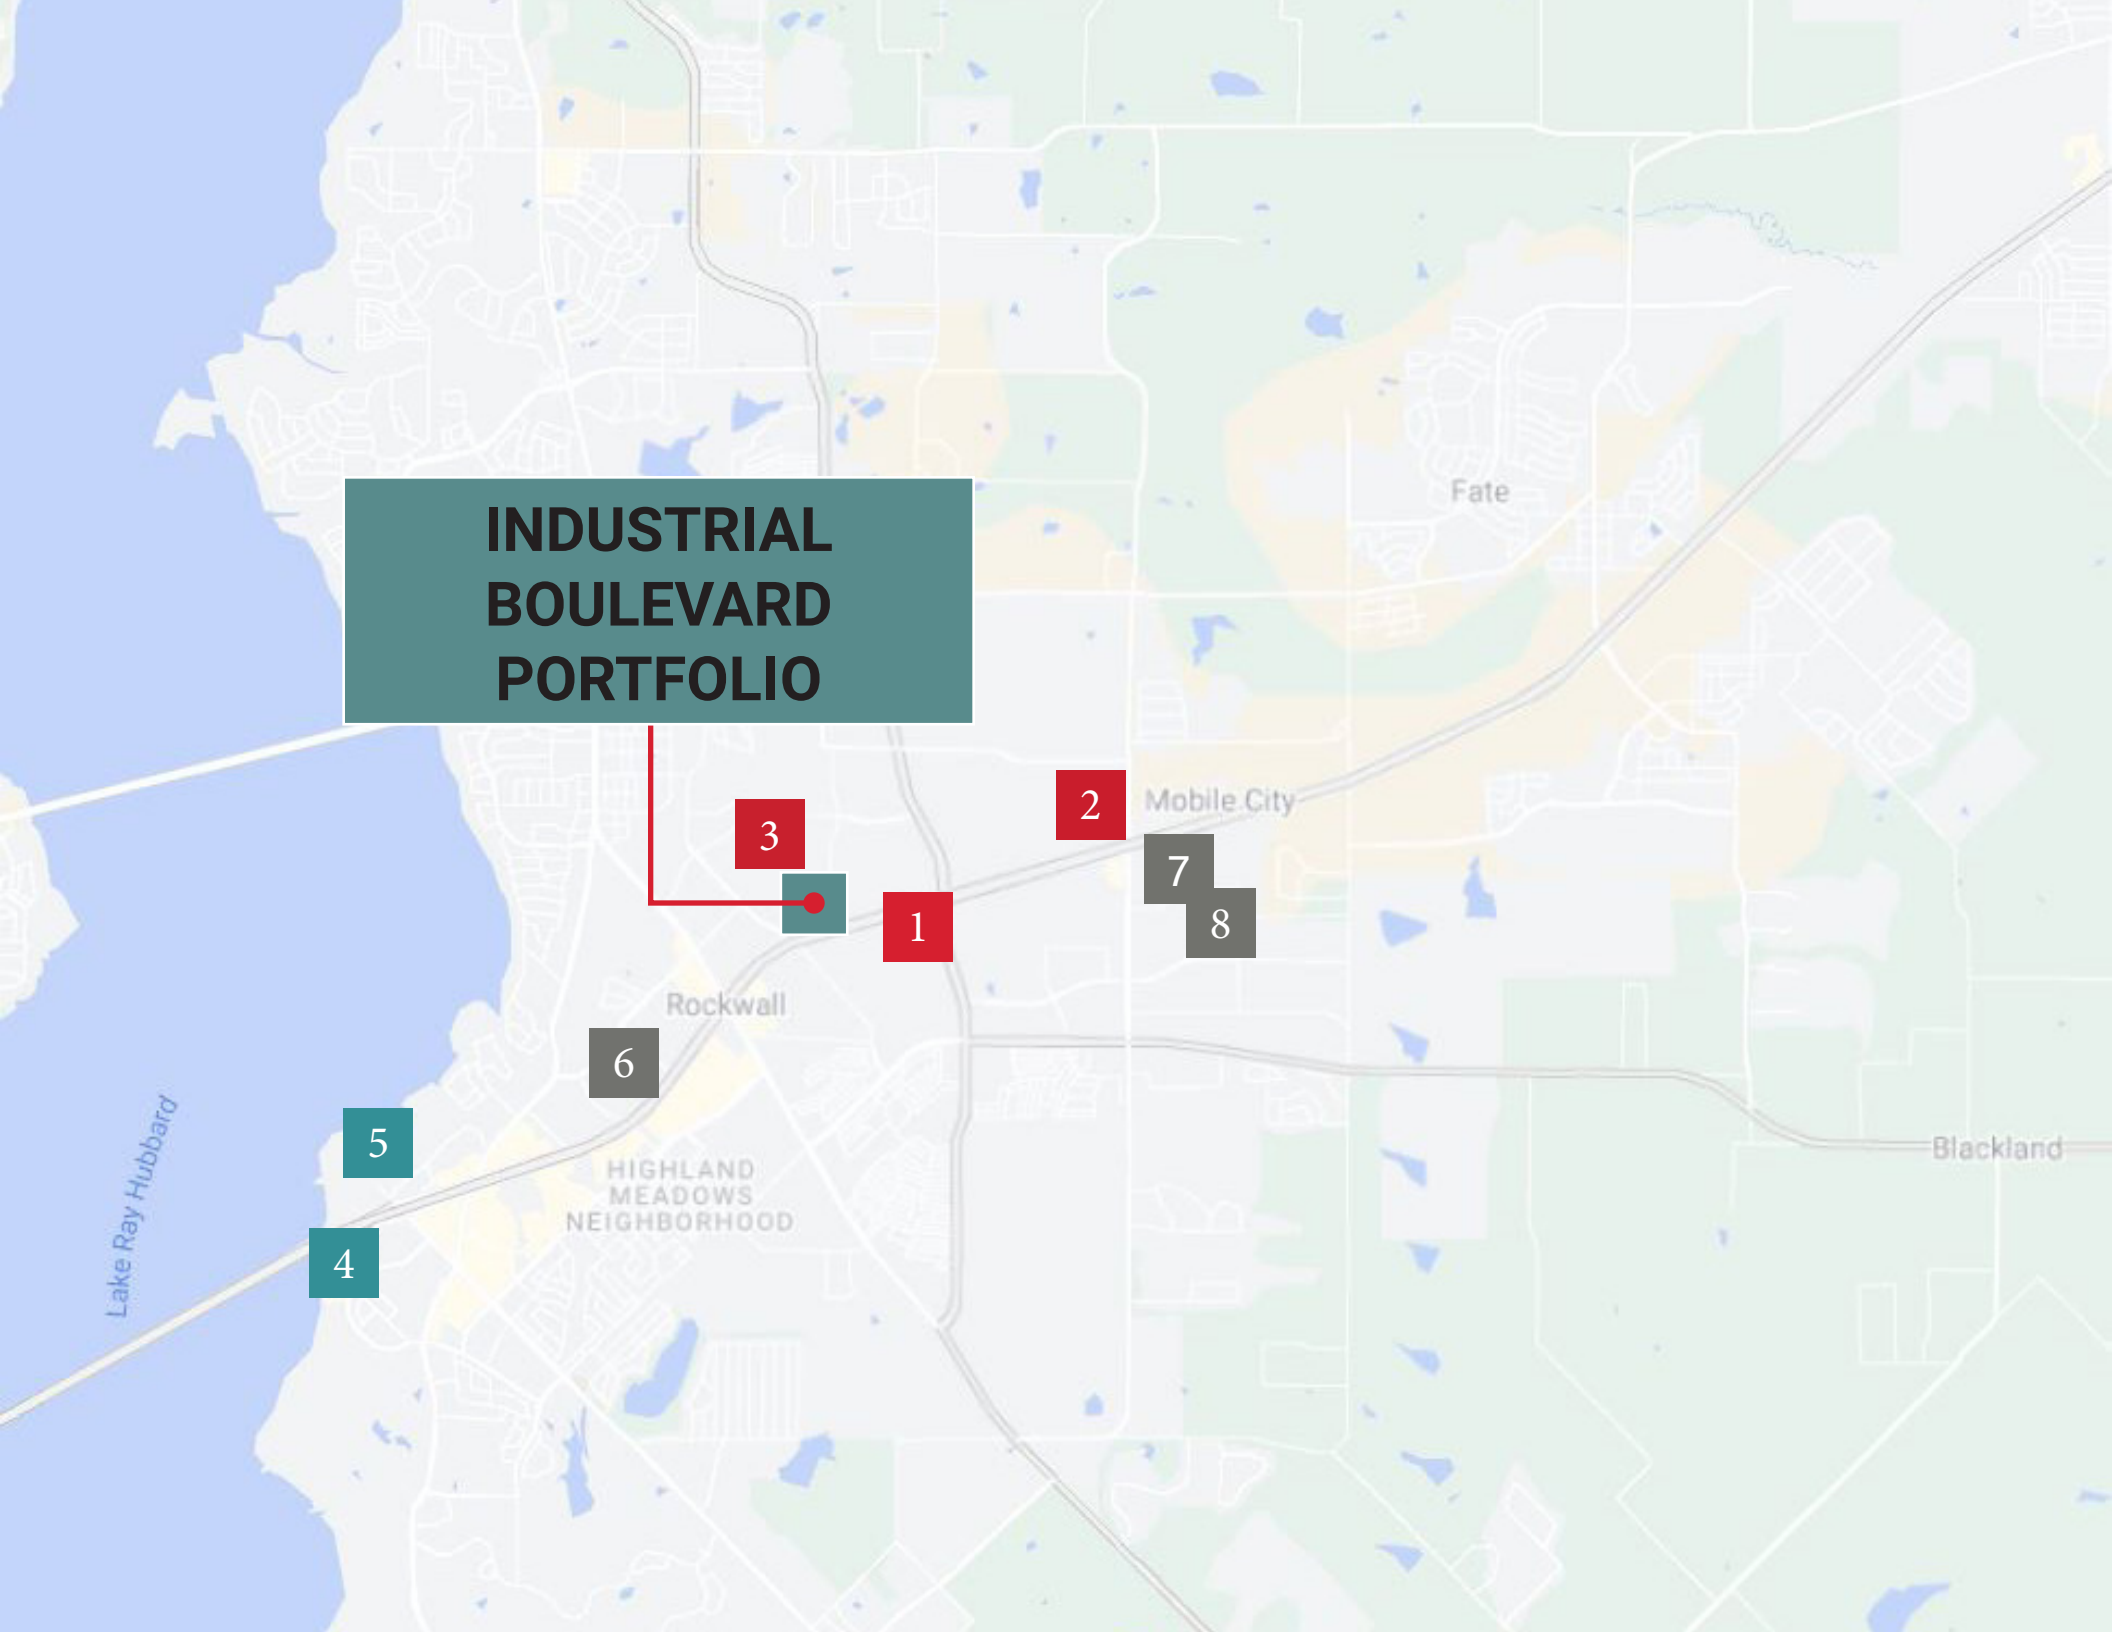 Fate
INDUSTRIAL
BOULEVARD
PORTFOLIO
2
Mobile City
3
7
1
8
Rockwall
6
5
Blackland
HIGHLAND
MEADOWS
NEIGHBORHOOD
Lake Ray Hubbard
4